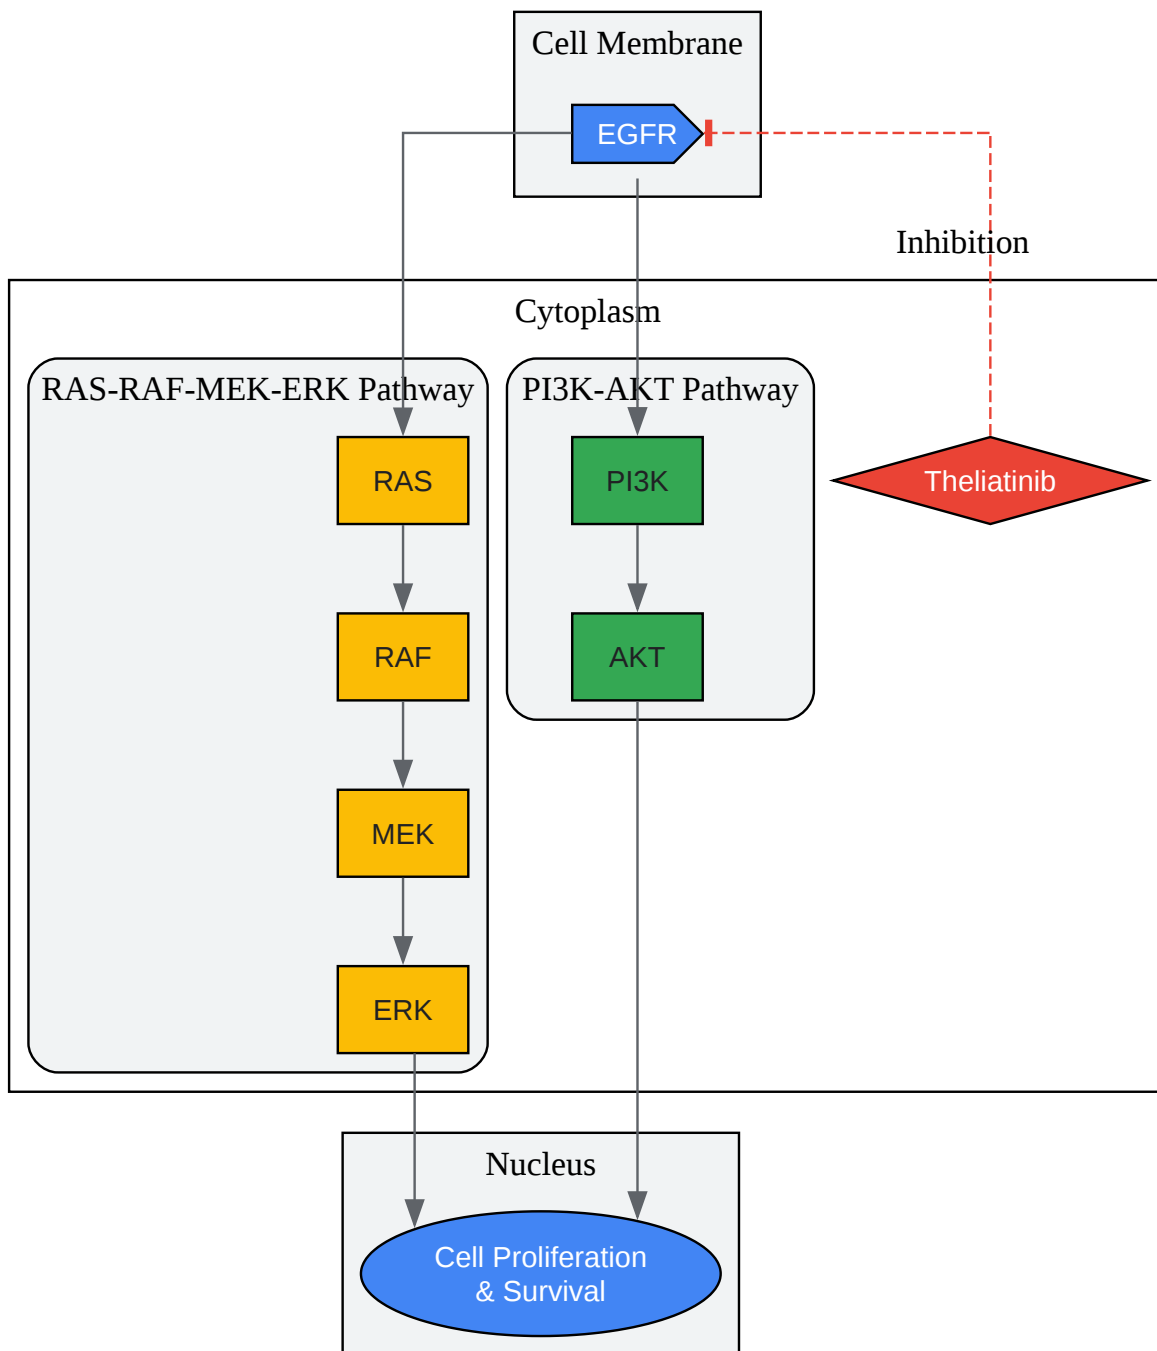 Cell Membrane
EGFR
Inhibition
Cytoplasm
RAS-RAF-MEK-ERK Pathway
PI3K-AKT Pathway
RAS
PI3K
Theliatinib
RAF
AKT
MEK
ERK
Nucleus
Cell Proliferation
& Survival